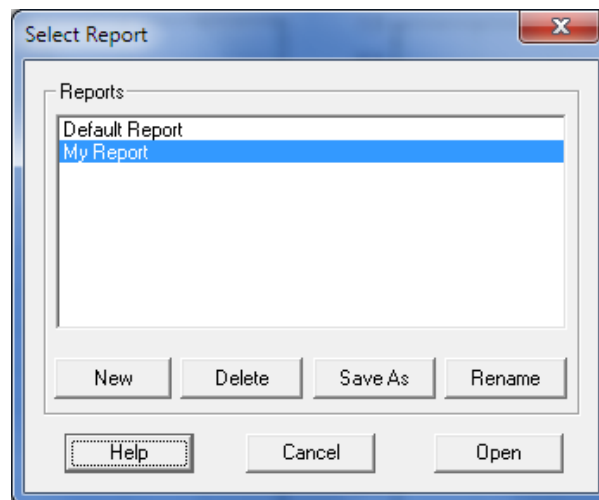 Select Report
Reports
Default Report
My Report
New Delete Save As Rename
Help Cancel Open